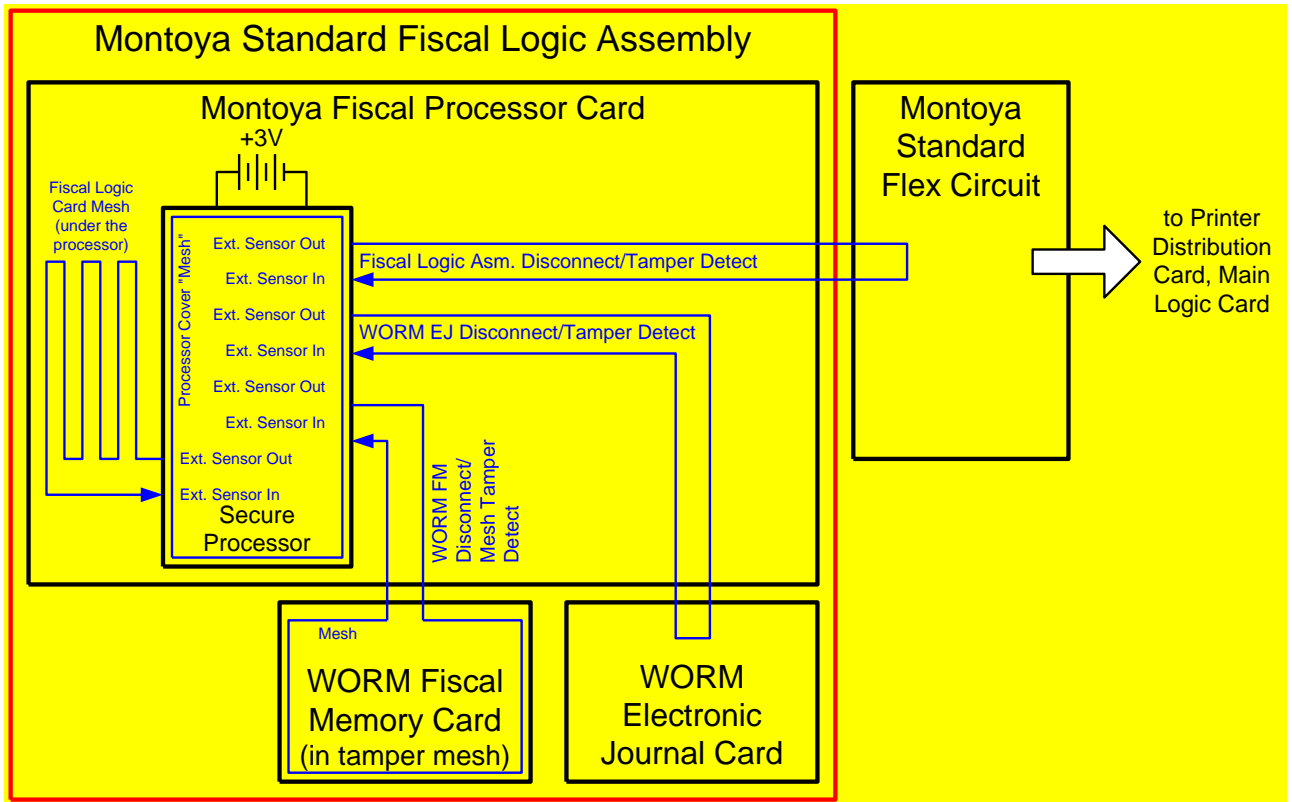 Montoya Standard Fiscal Logic Assembly
Montoya Fiscal Processor Card
+3V
Fiscal Logic
Card Mesh
(under the
processor)
Processor Cover "Mesh"
Ext. Sensor Out
Ext. Sensor In
Ext. Sensor Out
Ext. Sensor In
Ext. Sensor Out
Ext. Sensor In
Ext. Sensor Out
Ext. Sensor In
Secure
Processor
Fiscal Logic Asm. Disconnect/Tamper Detect
WORM EJ Disconnect/Tamper Detect
WORM FM
Disconnect/
Mesh Tamper
Detect
Montoya
Standard
Flex Circuit
to Printer
Distribution
Card, Main
Logic Card
Mesh
WORM Fiscal
Memory Card
(in tamper mesh)
WORM
Electronic
Journal Card